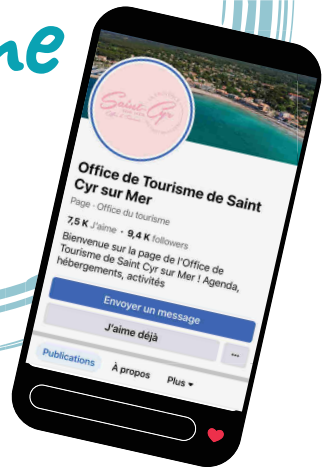 me
Saint-Cyr
Office de Tourisme de Saint
Cyr sur Mer
Page · Office du tourisme
7,5 K J'aime · 9,4 K followers
Bienvenue sur la page de l'Office de
Tourisme de Saint Cyr sur Mer ! Agenda,
hébergements, activités
Envoyer un message
J'aime déjà
...
Publications
À propos
Plus